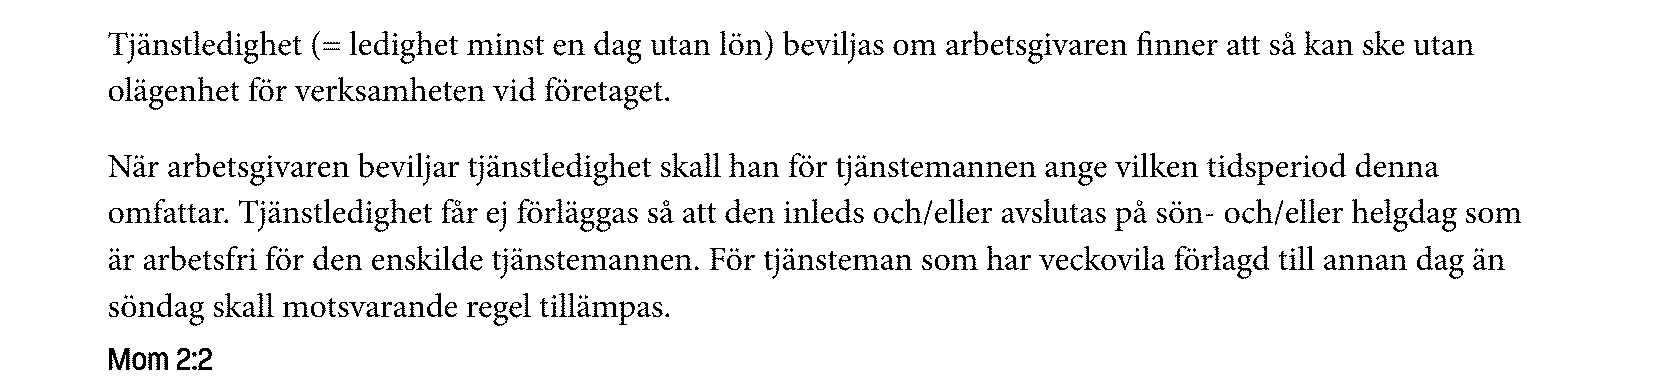 Tjänstledighet (= ledighet minst en dag utan lön) beviljas om arbetsgivaren finner att så kan ske utan
olägenhet för verksamheten vid företaget.
När arbetsgivaren beviljar tjänstledighet skall han för tjänstemannen ange vilken tidsperiod denna
omfattar. Tjänstledighet får ej förläggas så att den inleds och/eller avslutas på sön- och/eller helgdag som
är arbetsfri för den enskilde tjänstemannen. För tjänsteman som har veckovila förlagd till annan dag än
söndag skall motsvarande regel tillämpas.
Mom 2:2